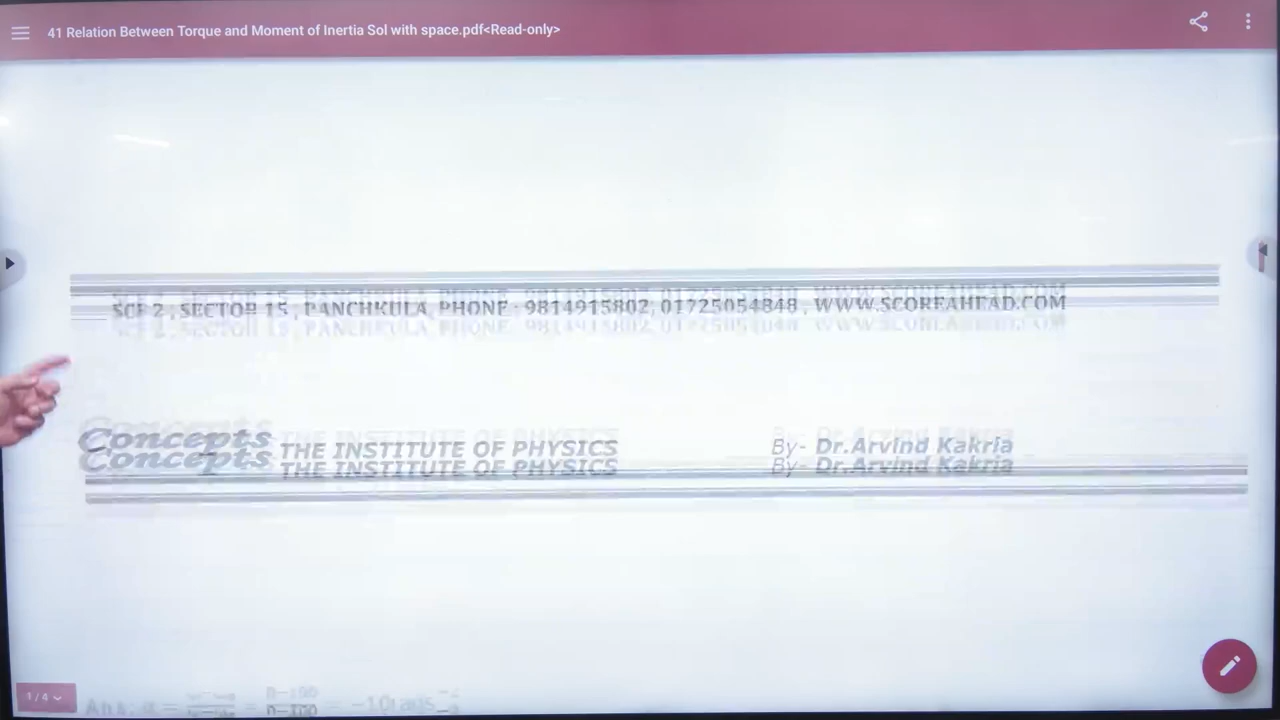 41 Relation Between Torque and Moment of Inertia Sol with space.pdf<Read-only>
SCF 2 , SECTOR 15 , PANCHKULA PHONE : 9814915802, 01725054848 , WWW.SCOREAHEAD.COM
Concepts THE INSTITUTE OF PHYSICS By- Dr.Arvind Kakria
1 / 4